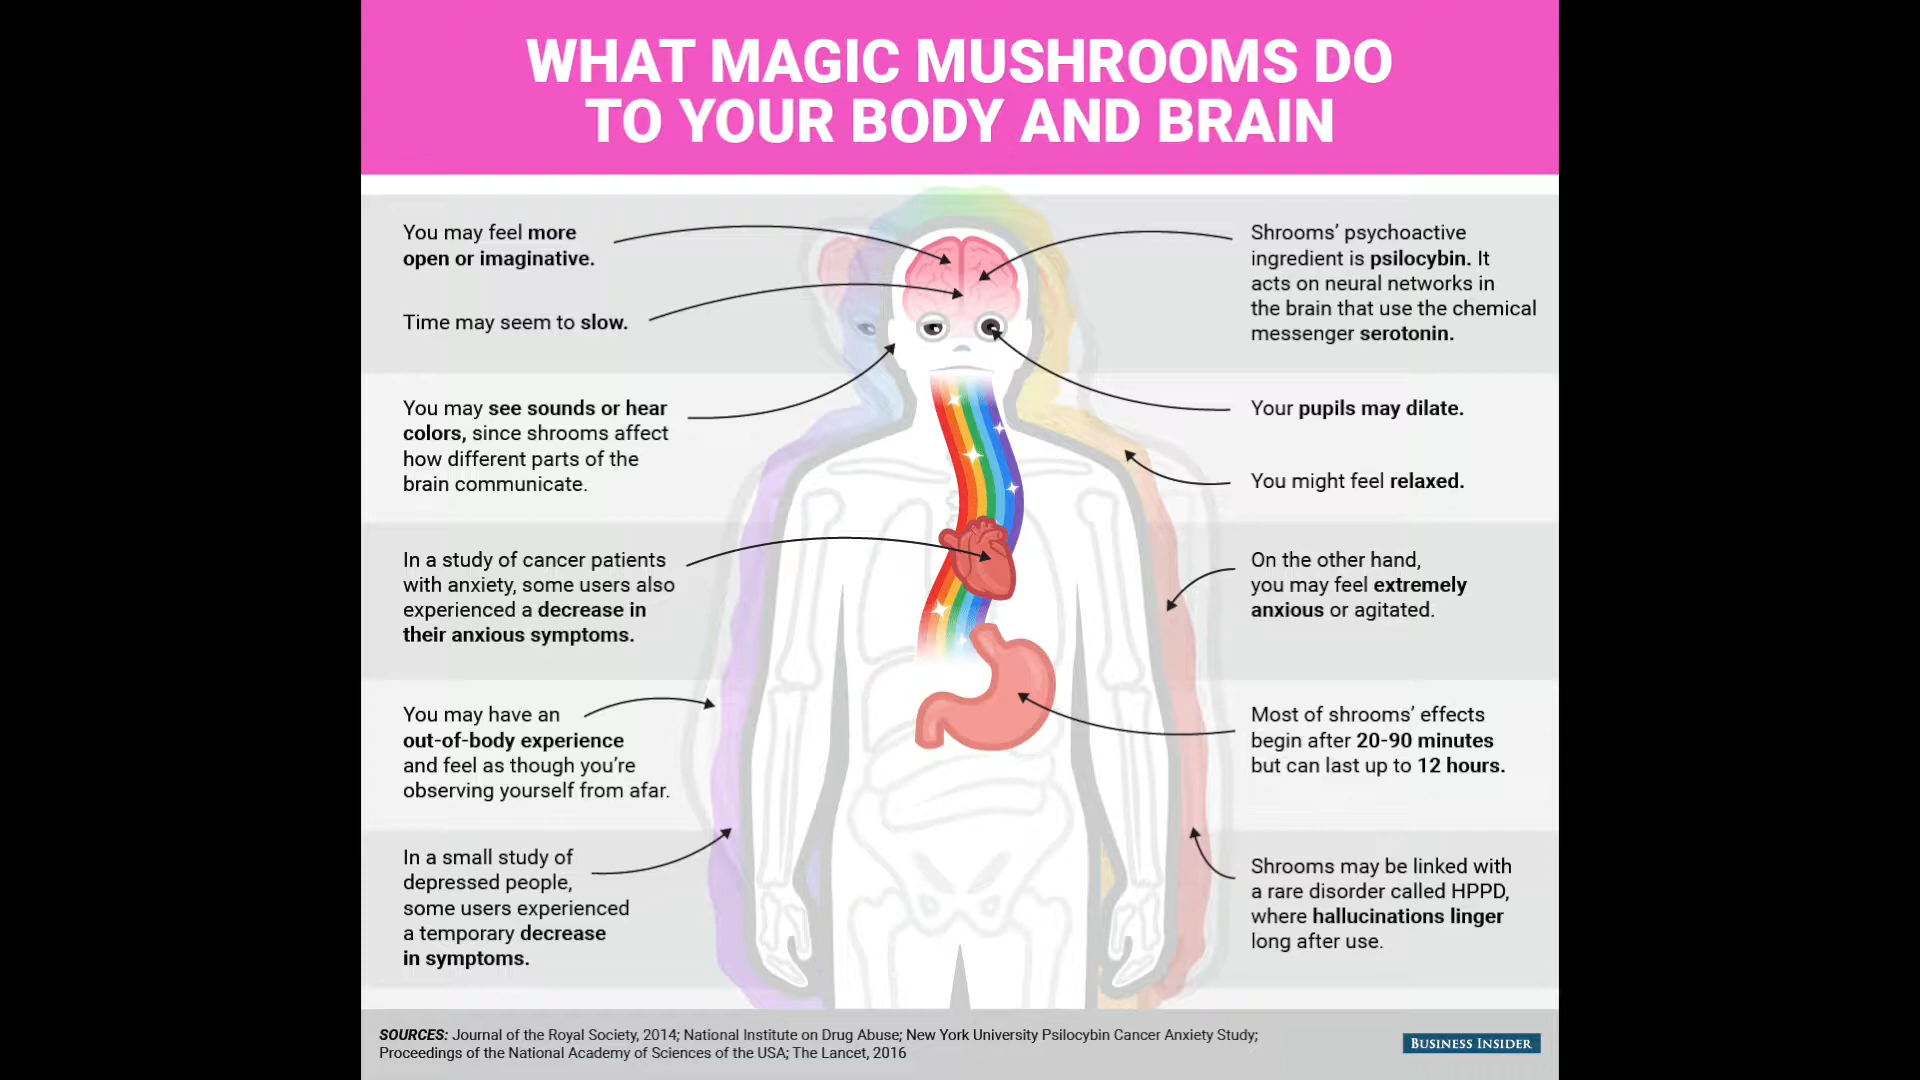 WHAT MAGIC MUSHROOMS DO
TO YOUR BODY AND BRAIN
You may feel more
open or imaginative.
Time may seem to slow.
You may see sounds or hear
colors, since shrooms affect
how different parts of the
brain communicate.
In a study of cancer patients
with anxiety, some users also
experienced a decrease in
their anxious symptoms.
You may have an
out-of-body experience
and feel as though you’re
observing yourself from afar.
In a small study of
depressed people,
some users experienced
a temporary decrease
in symptoms.
Shrooms’ psychoactive
ingredient is psilocybin. It
acts on neural networks in
the brain that use the chemical
messenger serotonin.
Your pupils may dilate.
You might feel relaxed.
On the other hand,
you may feel extremely
anxious or agitated.
Most of shrooms’ effects
begin after 20-90 minutes
but can last up to 12 hours.
Shrooms may be linked with
a rare disorder called HPPD,
where hallucinations linger
long after use.
SOURCES: Journal of the Royal Society, 2014; National Institute on Drug Abuse; New York University Psilocybin Cancer Anxiety Study;
Proceedings of the National Academy of Sciences of the USA; The Lancet, 2016
BUSINESS INSIDER